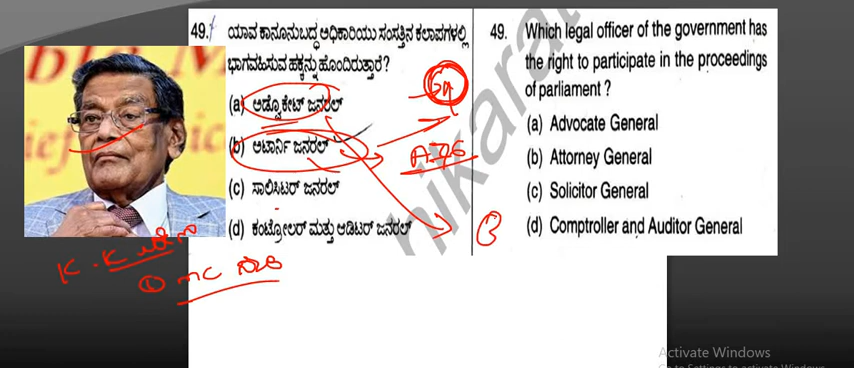 49. ಯಾವ ಕಾನೂನುಬದ್ಧ ಅಧಿಕಾರಿಯು ಸಂಸತ್ತಿನ ಕಲಾಪಗಳಲ್ಲಿ
ಭಾಗವಹಿಸುವ ಹಕ್ಕನ್ನು ಹೊಂದಿರುತ್ತಾರೆ?
(a) ಅಡ್ವೊಕೇಟ್ ಜನರಲ್
(b) ಅಟಾರ್ನಿ ಜನರಲ್
(c) ಸಾಲಿಸಿಟರ್ ಜನರಲ್
(d) ಕಂಟ್ರೋಲರ್ ಮತ್ತು ಆಡಿಟರ್ ಜನರಲ್
A-76
K.K
49. Which legal officer of the government has
the right to participate in the proceedings
of parliament ?
(a) Advocate General
(b) Attorney General
(c) Solicitor General
(d) Comptroller and Auditor General
Activate Windows